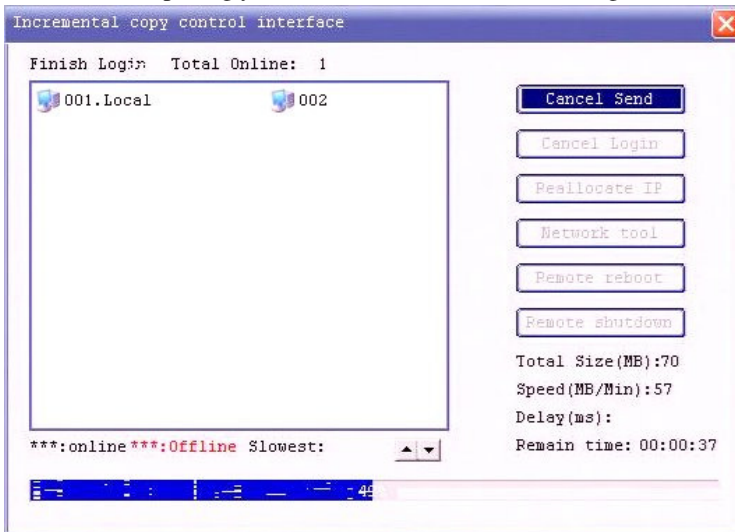 Incremental copy control interface
Finish Login Total Online: 1
001.Local 002
Cancel Send
Cancel Login
Reallocate IP
Network tool
Remote reboot
Remote shutdown
Total Size(MB):70
Speed(MB/Min):57
Delay(ms):
***:online ***:Offline Slowest:
Remain time: 00:00:37